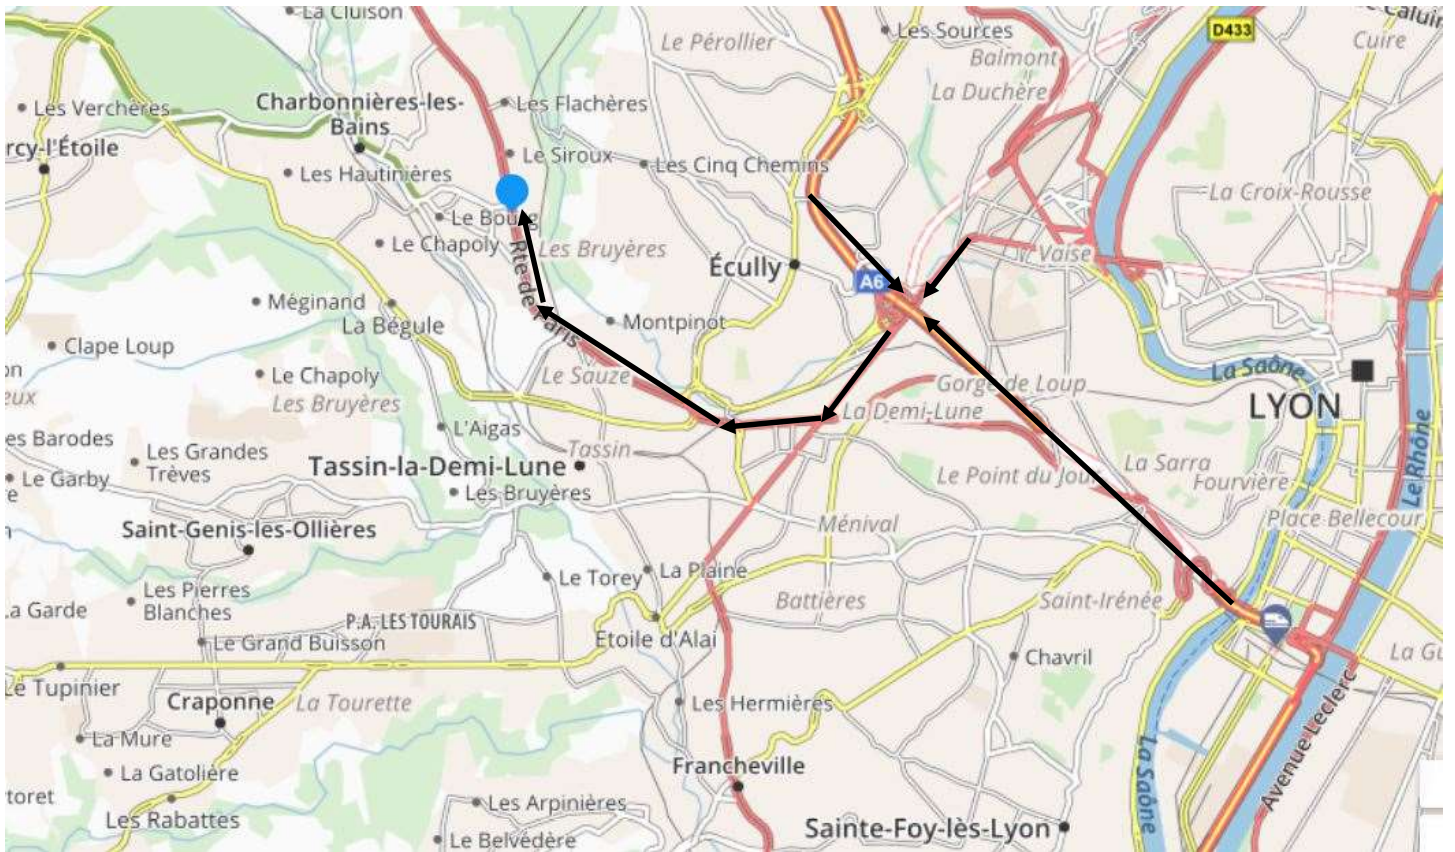 La Cluison
Les Sources
D433
Caluir
Le Pérollier
Balmont
Cuire
La Duchère
Les Verchères
Charbonnières-les-
Bains
Les Flachères
rcy-l'Étoile
Le Siroux
Les Cinq Chemins
Les Hautinières
La Croix-Rousse
Le Bourg
Le Chapoly
Les Bruyères
Vaise
Écully
A6
Rte de Paris
Méginand
La Bégule
Montpinot
Clape Loup
on
La Saône
Le Chapoly
Le Sauze
Gorge de Loup
eux
Les Bruyères
La Demi-Lune
LYON
es Barodes
L'Aigas
Les Grandes
Trèves
Tassin
Le Rhône
Tassin-la-Demi-Lune
Le Point du Jour
La Sarra
Fourvière
Le Garby
Les Bruyères
Saint-Genis-les-Ollières
Ménival
Place Bellecour
Le Torey
La Plaine
Les Pierres
Blanches
La Garde
Battières
Saint-Irénée
P.A. LES TOURAIS
Etoile d'Alaï
Le Grand Buisson
Chavril
La Gu
Le Tupinier
Craponne
La Tourette
Les Hermières
La Mure
La Saône
Avenue Leclerc
La Gatolière
Francheville
toret
Les Rabattes
Les Arpinières
Le Belvédère
Sainte-Foy-lès-Lyon